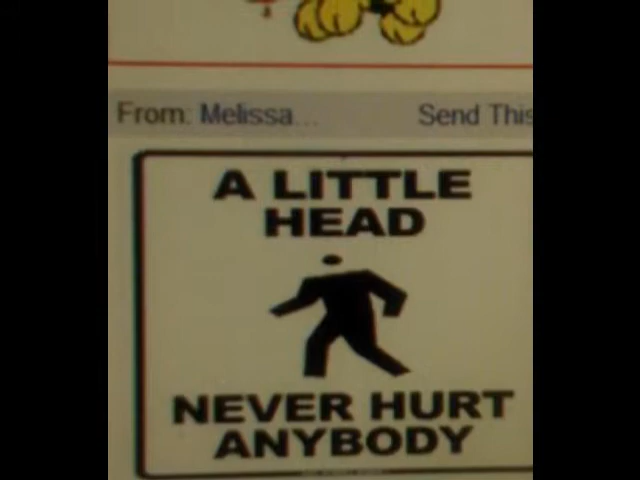 From: Melissa... Send This
A LITTLE
HEAD
NEVER HURT
ANYBODY